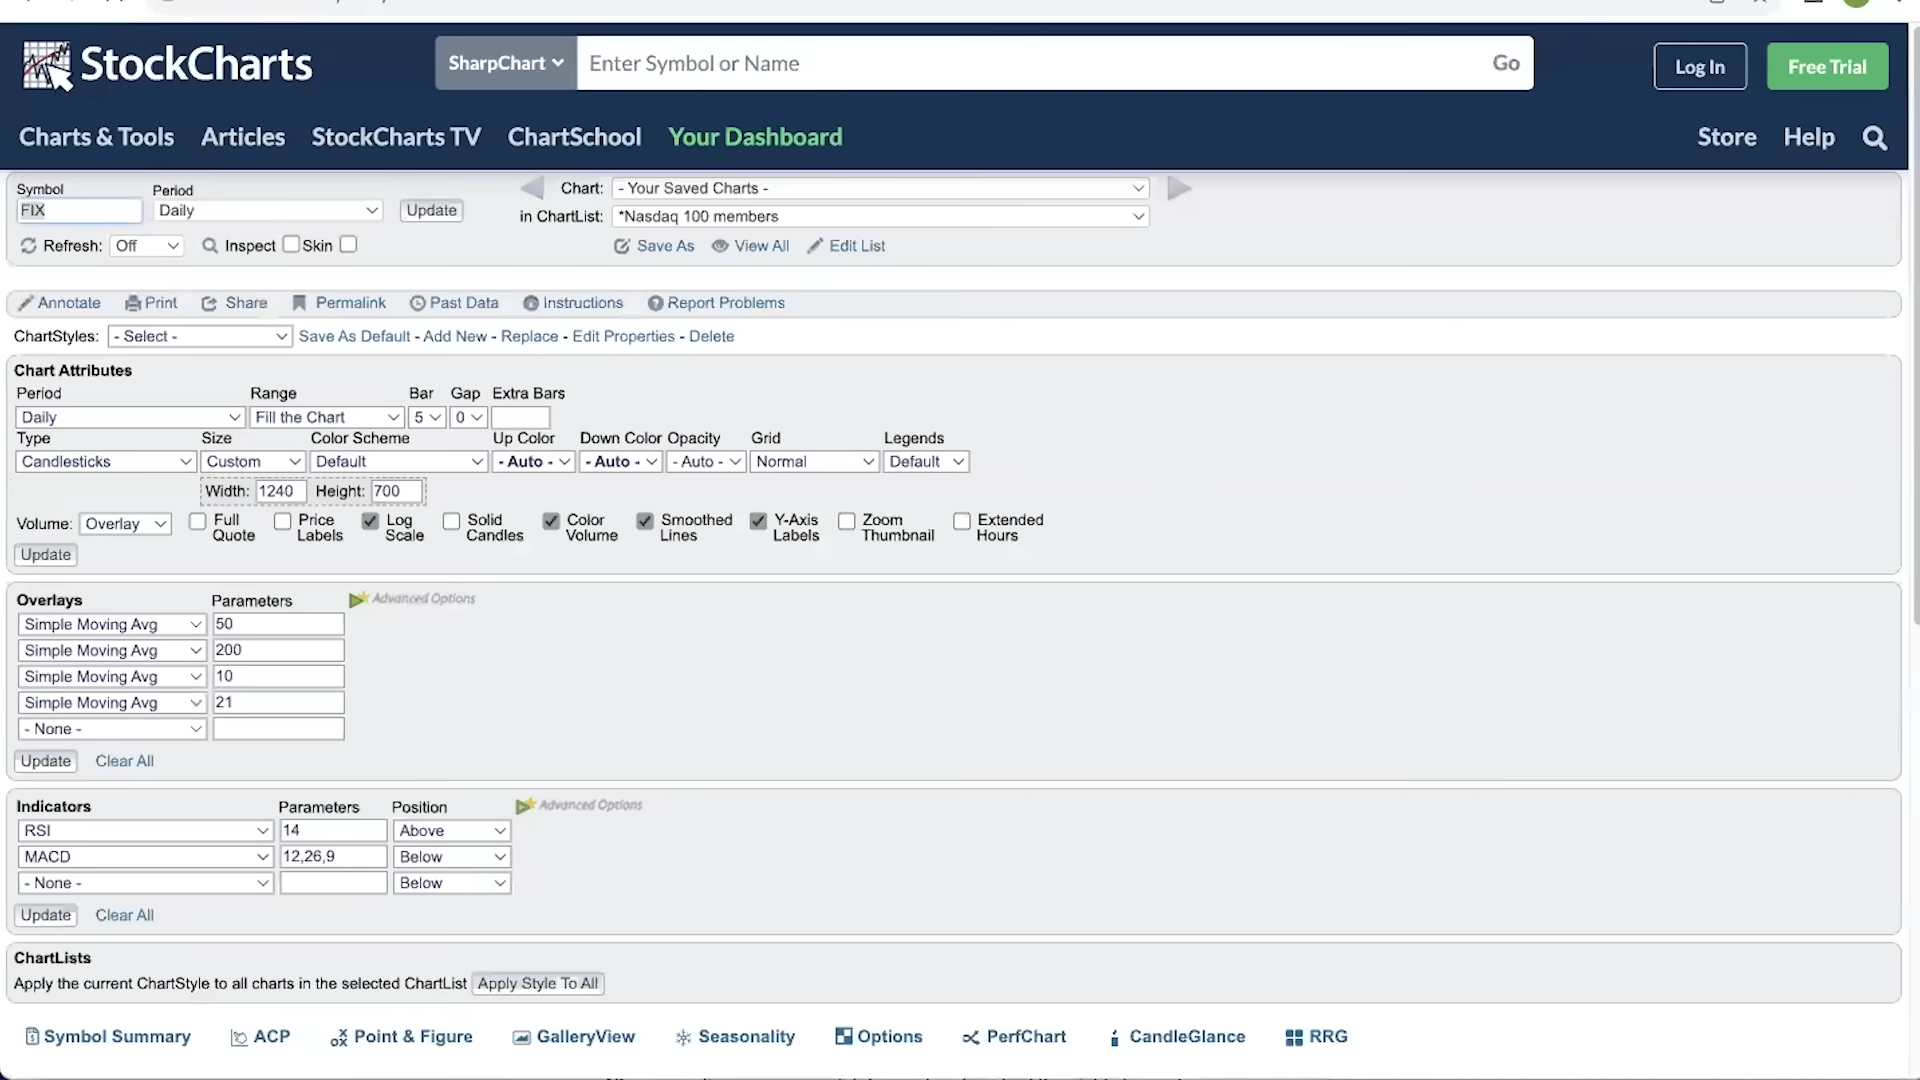 StockCharts
SharpChart
Enter Symbol or Name
Go
Log In
Free Trial
Charts & Tools
Articles
StockCharts TV
ChartSchool
Your Dashboard
Store
Help
Symbol
Period
FIX
Daily
Update
Chart:
- Your Saved Charts -
in ChartList:
*Nasdaq 100 members
Refresh:
Off
Inspect
Skin
Save As
View All
Edit List
Annotate
Print
Share
Permalink
Past Data
Instructions
Report Problems
ChartStyles:
- Select -
Save As Default - Add New - Replace - Edit Properties - Delete
Chart Attributes
Period
Range
Bar
Gap
Extra Bars
Daily
Fill the Chart
5
0
Type
Size
Color Scheme
Up Color
Down Color
Opacity
Grid
Legends
Candlesticks
Custom
Default
- Auto -
- Auto -
- Auto -
Normal
Default
Width:
1240
Height:
700
Volume:
Overlay
Full
Quote
Price
Labels
Log
Scale
Solid
Candles
Color
Volume
Smoothed
Lines
Y-Axis
Labels
Zoom
Thumbnail
Extended
Hours
Update
Overlays
Parameters
Advanced Options
Simple Moving Avg
50
Simple Moving Avg
200
Simple Moving Avg
10
Simple Moving Avg
21
- None -
Update
Clear All
Indicators
Parameters
Position
Advanced Options
RSI
14
Above
MACD
12,26,9
Below
- None -
Below
Update
Clear All
ChartLists
Apply the current ChartStyle to all charts in the selected ChartList
Apply Style To All
Symbol Summary
ACP
Point & Figure
GalleryView
Seasonality
Options
PerfChart
CandleGlance
RRG